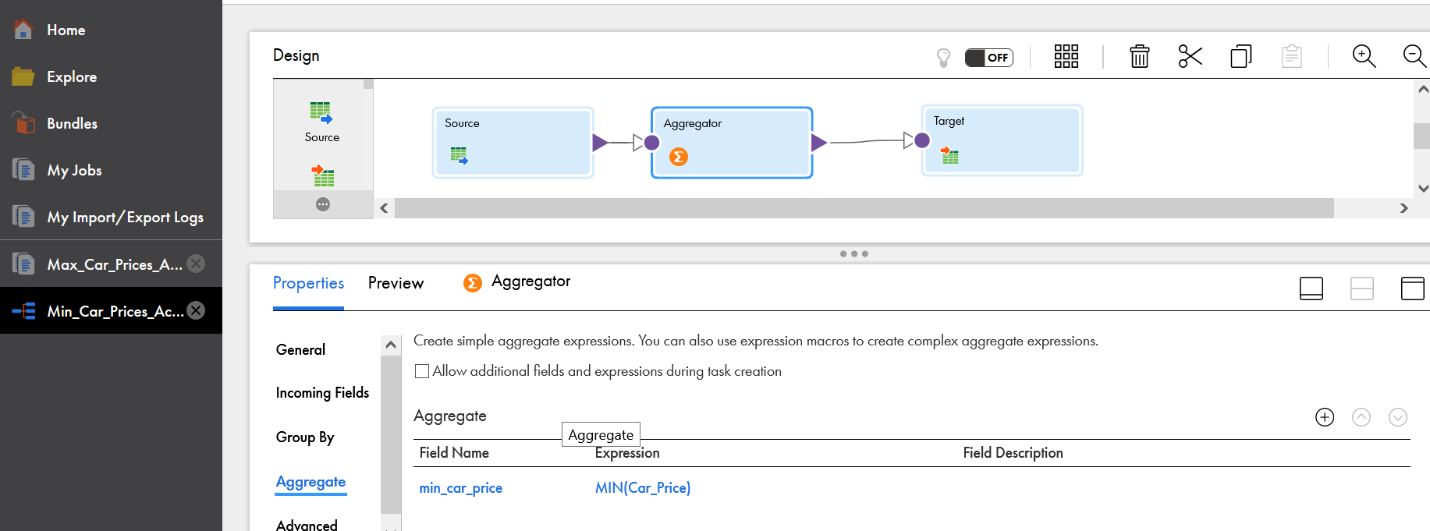 Home
Explore
Bundles
My Jobs
My Import/Export Logs
Max_Car_Prices_A...
Min_Car_Prices_Ac...
Design
OFF
Source
Source
Aggregator
Target
Properties
Preview
Aggregator
General
Incoming Fields
Group By
Aggregate
Advanced
Create simple aggregate expressions. You can also use expression macros to create complex aggregate expressions.
Allow additional fields and expressions during task creation
Aggregate
Aggregate
Field Name Expression Field Description
min_car_price MIN(Car_Price)